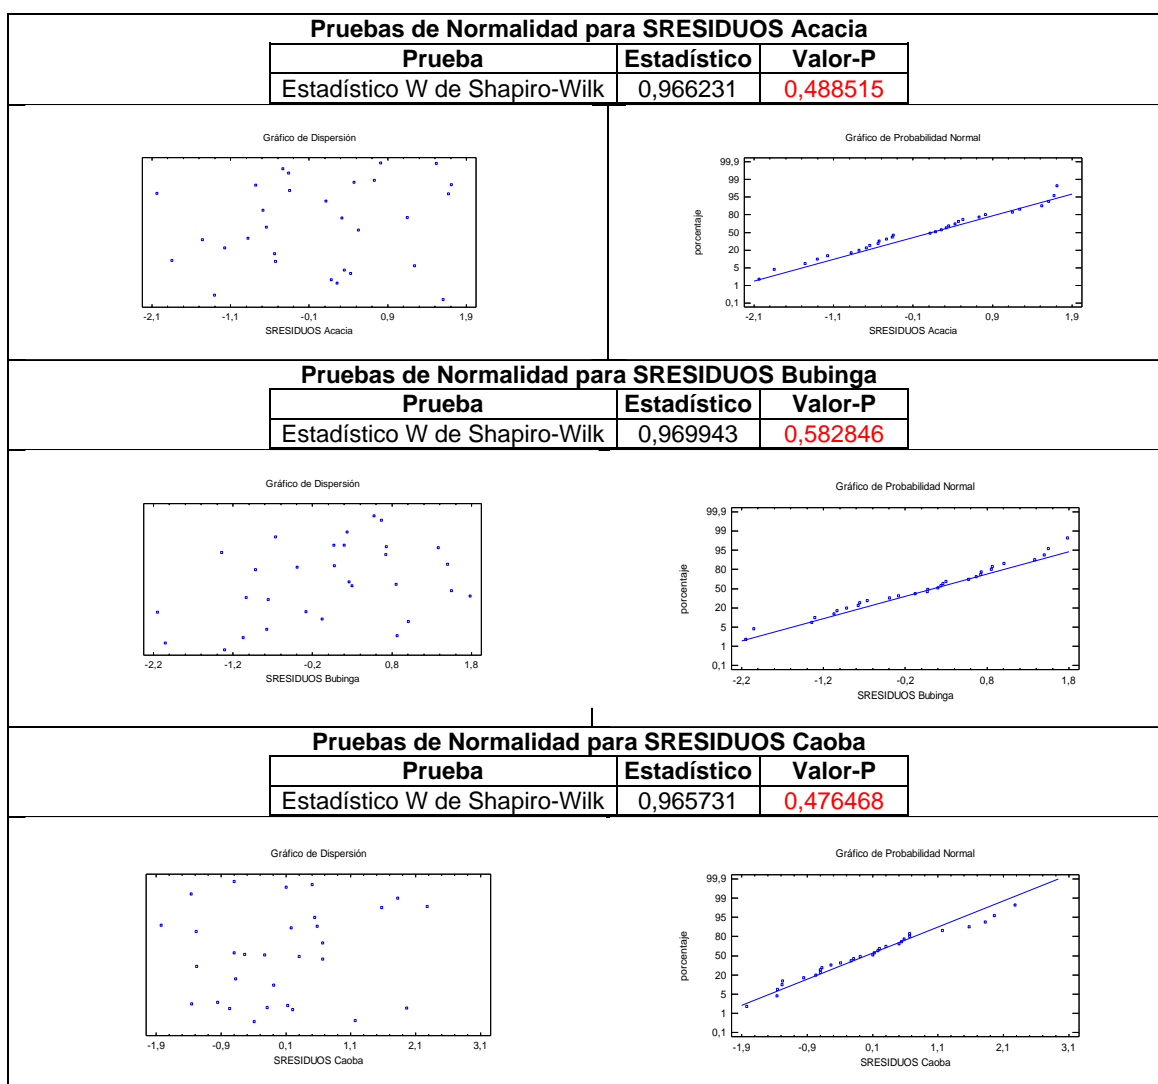 Pruebas de Normalidad para SRESIDUOS Acacia
Prueba Estadístico Valor-P
Estadístico W de Shapiro-Wilk 0,966231 0,488515
Gráfico de Dispersión
-2,1 -1,1 -0,1 0,9 1,9
SRESIDUOS Acacia
Gráfico de Probabilidad Normal
porcentaje
99,9
99
95
80
50
20
5
1
0,1
-2,1 -1,1 -0,1 0,9 1,9
SRESIDUOS Acacia
Pruebas de Normalidad para SRESIDUOS Bubinga
Prueba Estadístico Valor-P
Estadístico W de Shapiro-Wilk 0,969943 0,582846
Gráfico de Dispersión
-2,2 -1,2 -0,2 0,8 1,8
SRESIDUOS Bubinga
Gráfico de Probabilidad Normal
porcentaje
99,9
99
95
80
50
20
5
1
0,1
-2,2 -1,2 -0,2 0,8 1,8
SRESIDUOS Bubinga
Pruebas de Normalidad para SRESIDUOS Caoba
Prueba Estadístico Valor-P
Estadístico W de Shapiro-Wilk 0,965731 0,476468
Gráfico de Dispersión
-1,9 -0,9 0,1 1,1 2,1 3,1
SRESIDUOS Caoba
Gráfico de Probabilidad Normal
porcentaje
99,9
99
95
80
50
20
5
1
0,1
-1,9 -0,9 0,1 1,1 2,1 3,1
SRESIDUOS Caoba